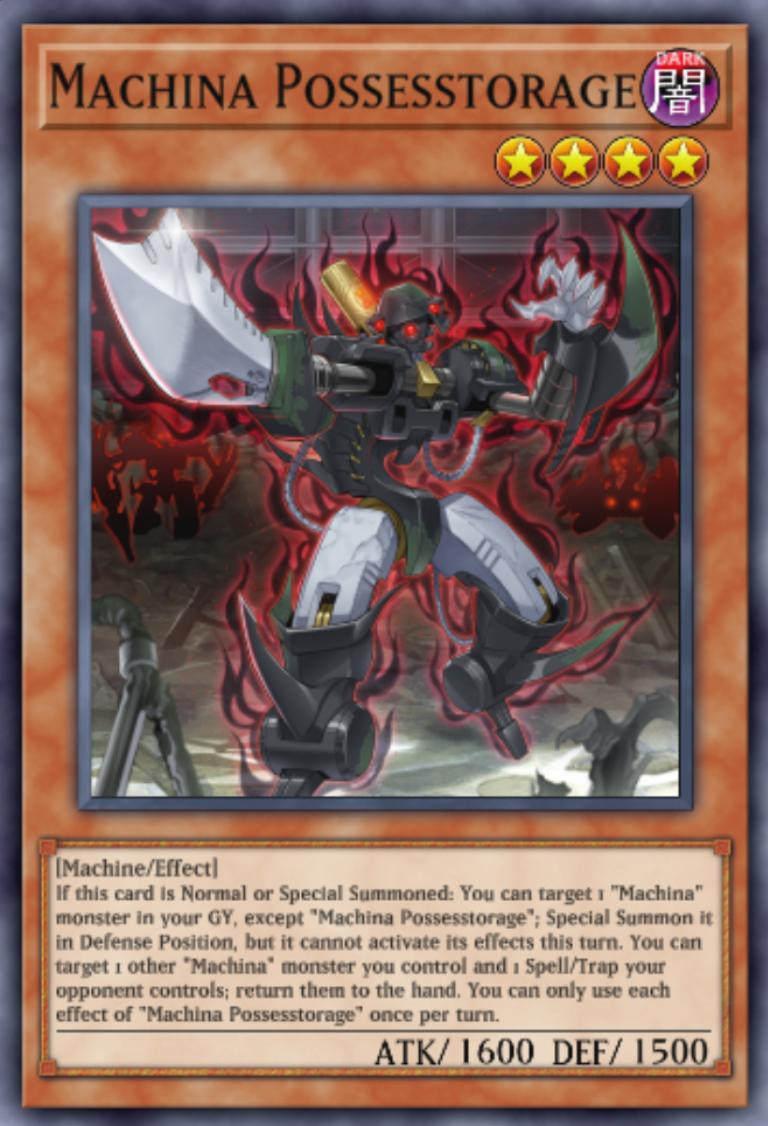 MACHINA POSSESSTORAGE
DARK
闇
[Machine/Effect]
If this card is Normal or Special Summoned: You can target 1 "Machina"
monster in your GY, except "Machina Possesstorage"; Special Summon it
in Defense Position, but it cannot activate its effects this turn. You can
target 1 other "Machina" monster you control and 1 Spell/Trap your
opponent controls; return them to the hand. You can only use each
effect of "Machina Possesstorage" once per turn.
ATK/ 1600 DEF/ 1500